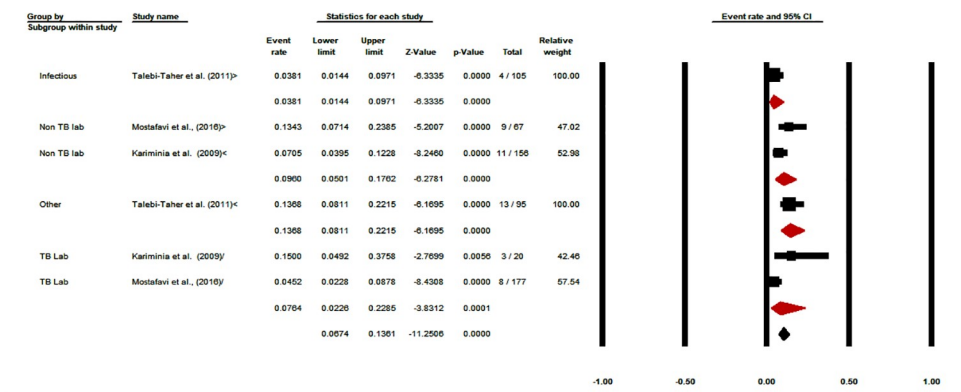 Group by Study name Statistics for each study Event rate and 95% CI
Subgroup within study
Event Lower Upper Relative
rate limit limit Z-Value p-Value Total weight
Infectious Talebi-Taher et al. (2011)> 0.0381 0.0144 0.0971 -6.3335 0.0000 4 / 105 100.00
0.0381 0.0144 0.0971 -6.3335 0.0000
Non TB lab Mostafavi et al., (2016)> 0.1343 0.0714 0.2385 -5.2007 0.0000 9 / 67 47.02
Non TB lab Kariminia et al. (2009)< 0.0705 0.0395 0.1228 -8.2460 0.0000 11 / 156 52.98
0.0960 0.0501 0.1762 -6.2781 0.0000
Other Talebi-Taher et al. (2011)< 0.1368 0.0811 0.2215 -6.1695 0.0000 13 / 95 100.00
0.1368 0.0811 0.2215 -6.1695 0.0000
TB Lab Kariminia et al. (2009)/ 0.1500 0.0492 0.3758 -2.7699 0.0056 3 / 20 42.46
TB Lab Mostafavi et al., (2016)/ 0.0452 0.0228 0.0878 -8.4308 0.0000 8 / 177 57.54
0.0764 0.0226 0.2285 -3.8312 0.0001
0.0674 0.1361 -11.2506 0.0000
-1.00 -0.50 0.00 0.50 1.00